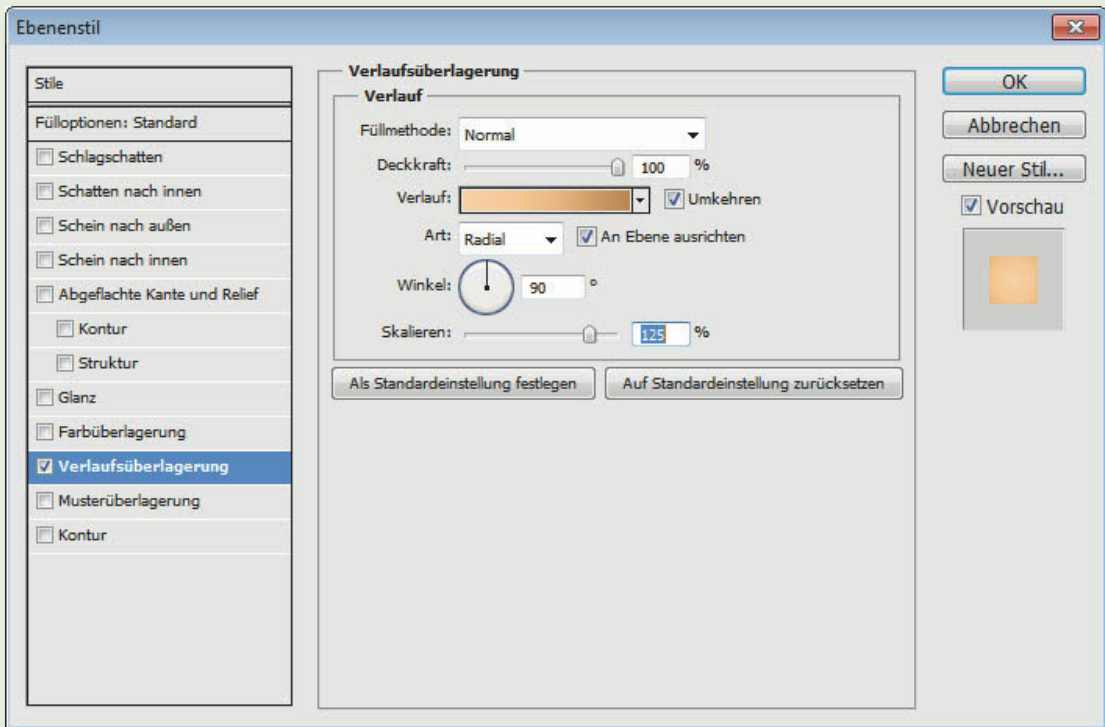 Ebenenstil
Stile
Fülloptionen: Standard
Schlagschatten
Schatten nach innen
Schein nach außen
Schein nach innen
Abgeflachte Kante und Relief
Kontur
Struktur
Glanz
Farbüberlagerung
Verlaufsüberlagerung
Musterüberlagerung
Kontur
Verlaufsüberlagerung
Verlauf
Füllmethode: Normal
Deckkraft: 100 %
Verlauf: Umkehren
Art: Radial An Ebene ausrichten
Winkel: 90 °
Skalieren: 125 %
Als Standardeinstellung festlegen Auf Standardeinstellung zurücksetzen
OK
Abbrechen
Neuer Stil...
Vorschau